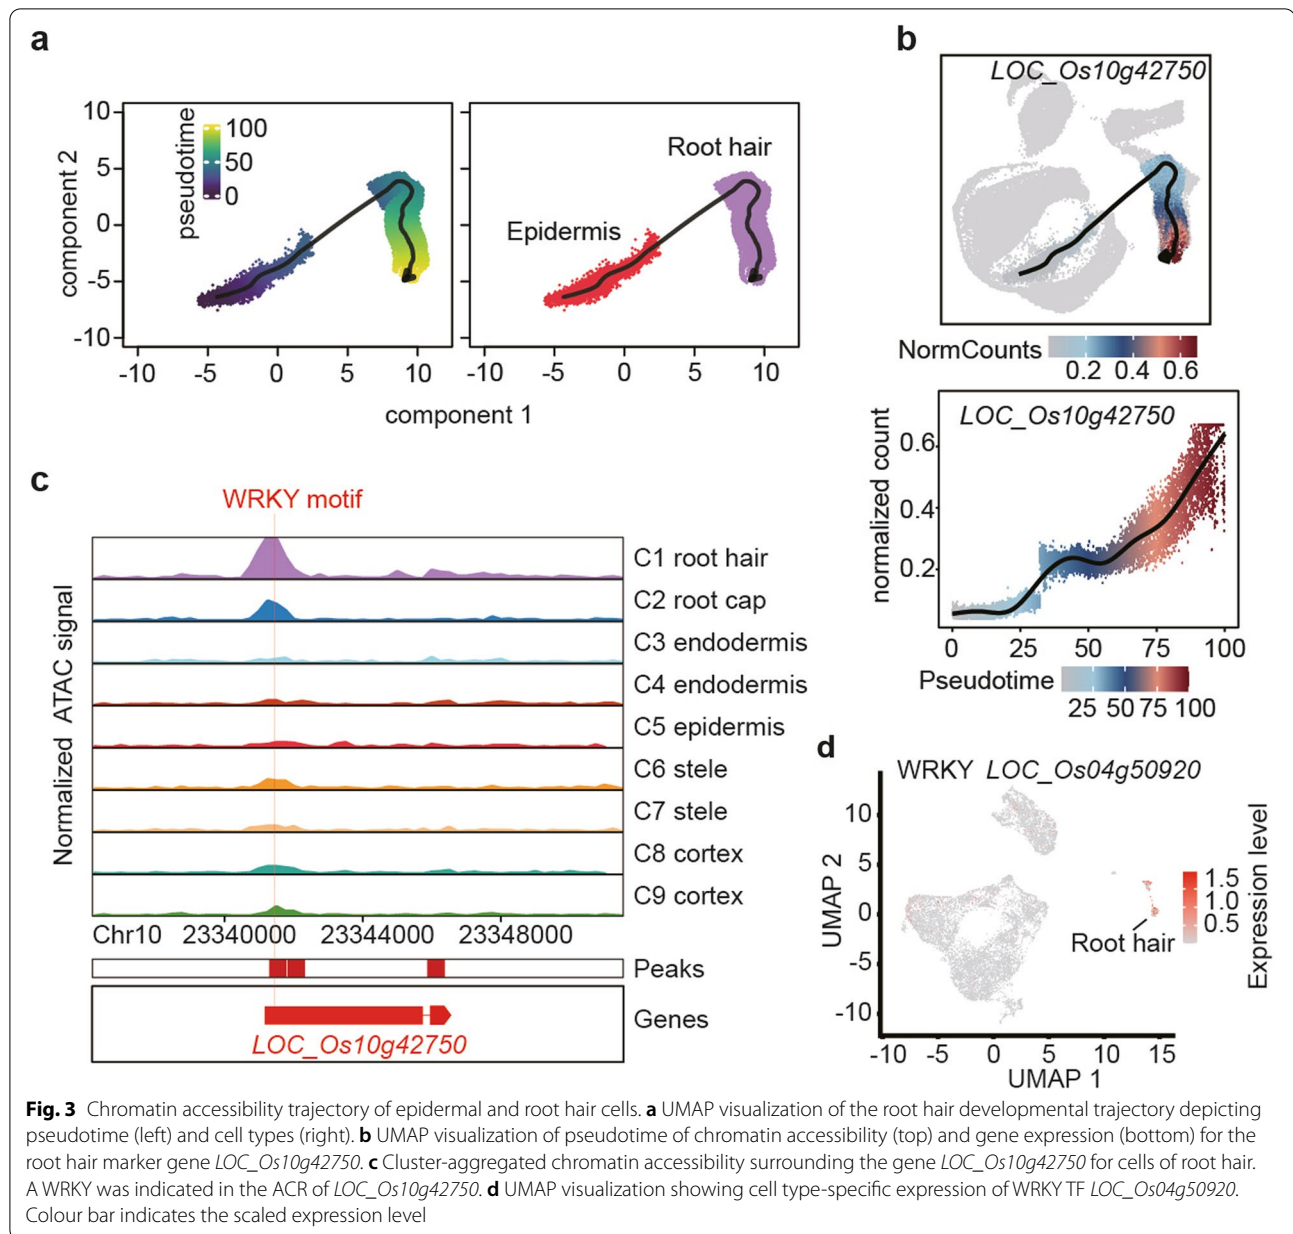 a
pseudotime
100
50
0
Epidermis
Root hair
component 2
10
5
0
-5
-10
-10 -5 0 5 10
-10 -5 0 5 10
component 1
b
LOC_Os10g42750
NormCounts
0.2 0.4 0.6
LOC_Os10g42750
normalized count
0.6
0.4
0.2
0 25 50 75 100
Pseudotime
25 50 75 100
c
WRKY motif
Normalized ATAC signal
C1 root hair
C2 root cap
C3 endodermis
C4 endodermis
C5 epidermis
C6 stele
C7 stele
C8 cortex
C9 cortex
Chr10 23340000 23344000 23348000
Peaks
Genes
LOC_Os10g42750
d
WRKY LOC_Os04g50920
UMAP 2
10
5
0
-5
-10
-10 -5 0 5 10 15
UMAP 1
Root hair
1.5
1.0
0.5
Expression level
Fig. 3 Chromatin accessibility trajectory of epidermal and root hair cells. a UMAP visualization of the root hair developmental trajectory depicting
pseudotime (left) and cell types (right). b UMAP visualization of pseudotime of chromatin accessibility (top) and gene expression (bottom) for the
root hair marker gene LOC_Os10g42750. c Cluster-aggregated chromatin accessibility surrounding the gene LOC_Os10g42750 for cells of root hair.
A WRKY was indicated in the ACR of LOC_Os10g42750. d UMAP visualization showing cell type-specific expression of WRKY TF LOC_Os04g50920.
Colour bar indicates the scaled expression level